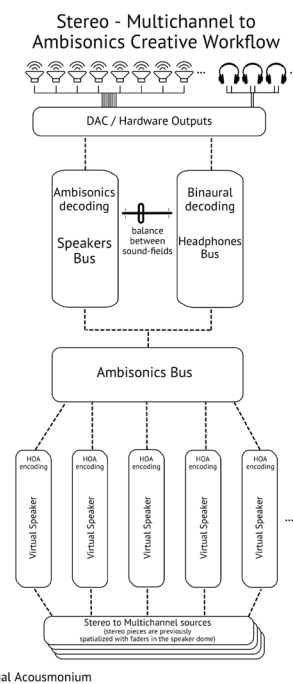 Stereo - Multichannel to
Ambisonics Creative Workflow
...
DAC / Hardware Outputs
Ambisonics
decoding
Speakers
Bus
balance
between
sound-fields
Binaural
decoding
Headphones
Bus
Ambisonics Bus
HOA
encoding
Virtual Speaker
HOA
encoding
Virtual Speaker
HOA
encoding
Virtual Speaker
HOA
encoding
Virtual Speaker
HOA
encoding
Virtual Speaker
...
Stereo to Multichannel sources
(stereo pieces are previously
spatialized with faders in the speaker dome)
Acousmonium